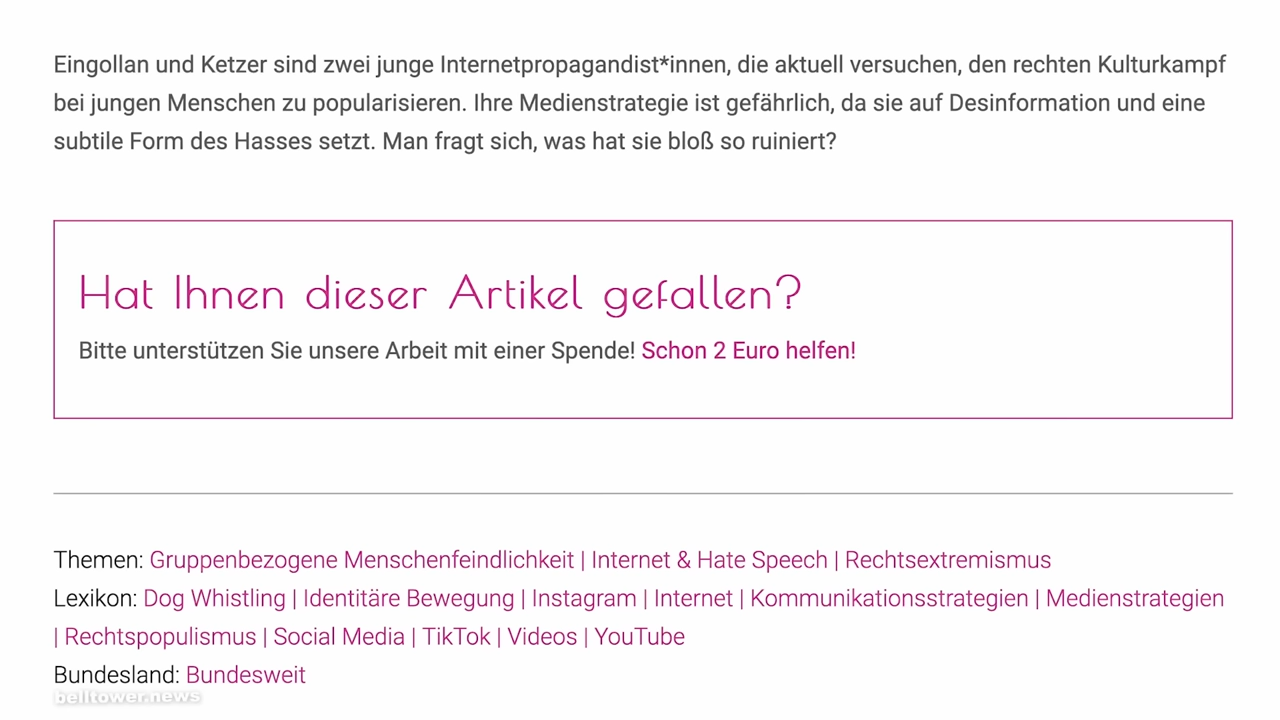 Eingollan und Ketzer sind zwei junge Internetpropagandist*innen, die aktuell versuchen, den rechten Kulturkampf
bei jungen Menschen zu popularisieren. Ihre Medienstrategie ist gefährlich, da sie auf Desinformation und eine
subtile Form des Hasses setzt. Man fragt sich, was hat sie bloß so ruiniert?
Hat Ihnen dieser Artikel gefallen?
Bitte unterstützen Sie unsere Arbeit mit einer Spende! Schon 2 Euro helfen!
Themen: Gruppenbezogene Menschenfeindlichkeit | Internet & Hate Speech | Rechtsextremismus
Lexikon: Dog Whistling | Identitäre Bewegung | Instagram | Internet | Kommunikationsstrategien | Medienstrategien
| Rechtspopulismus | Social Media | TikTok | Videos | YouTube
Bundesland: Bundesweit
belltower.news